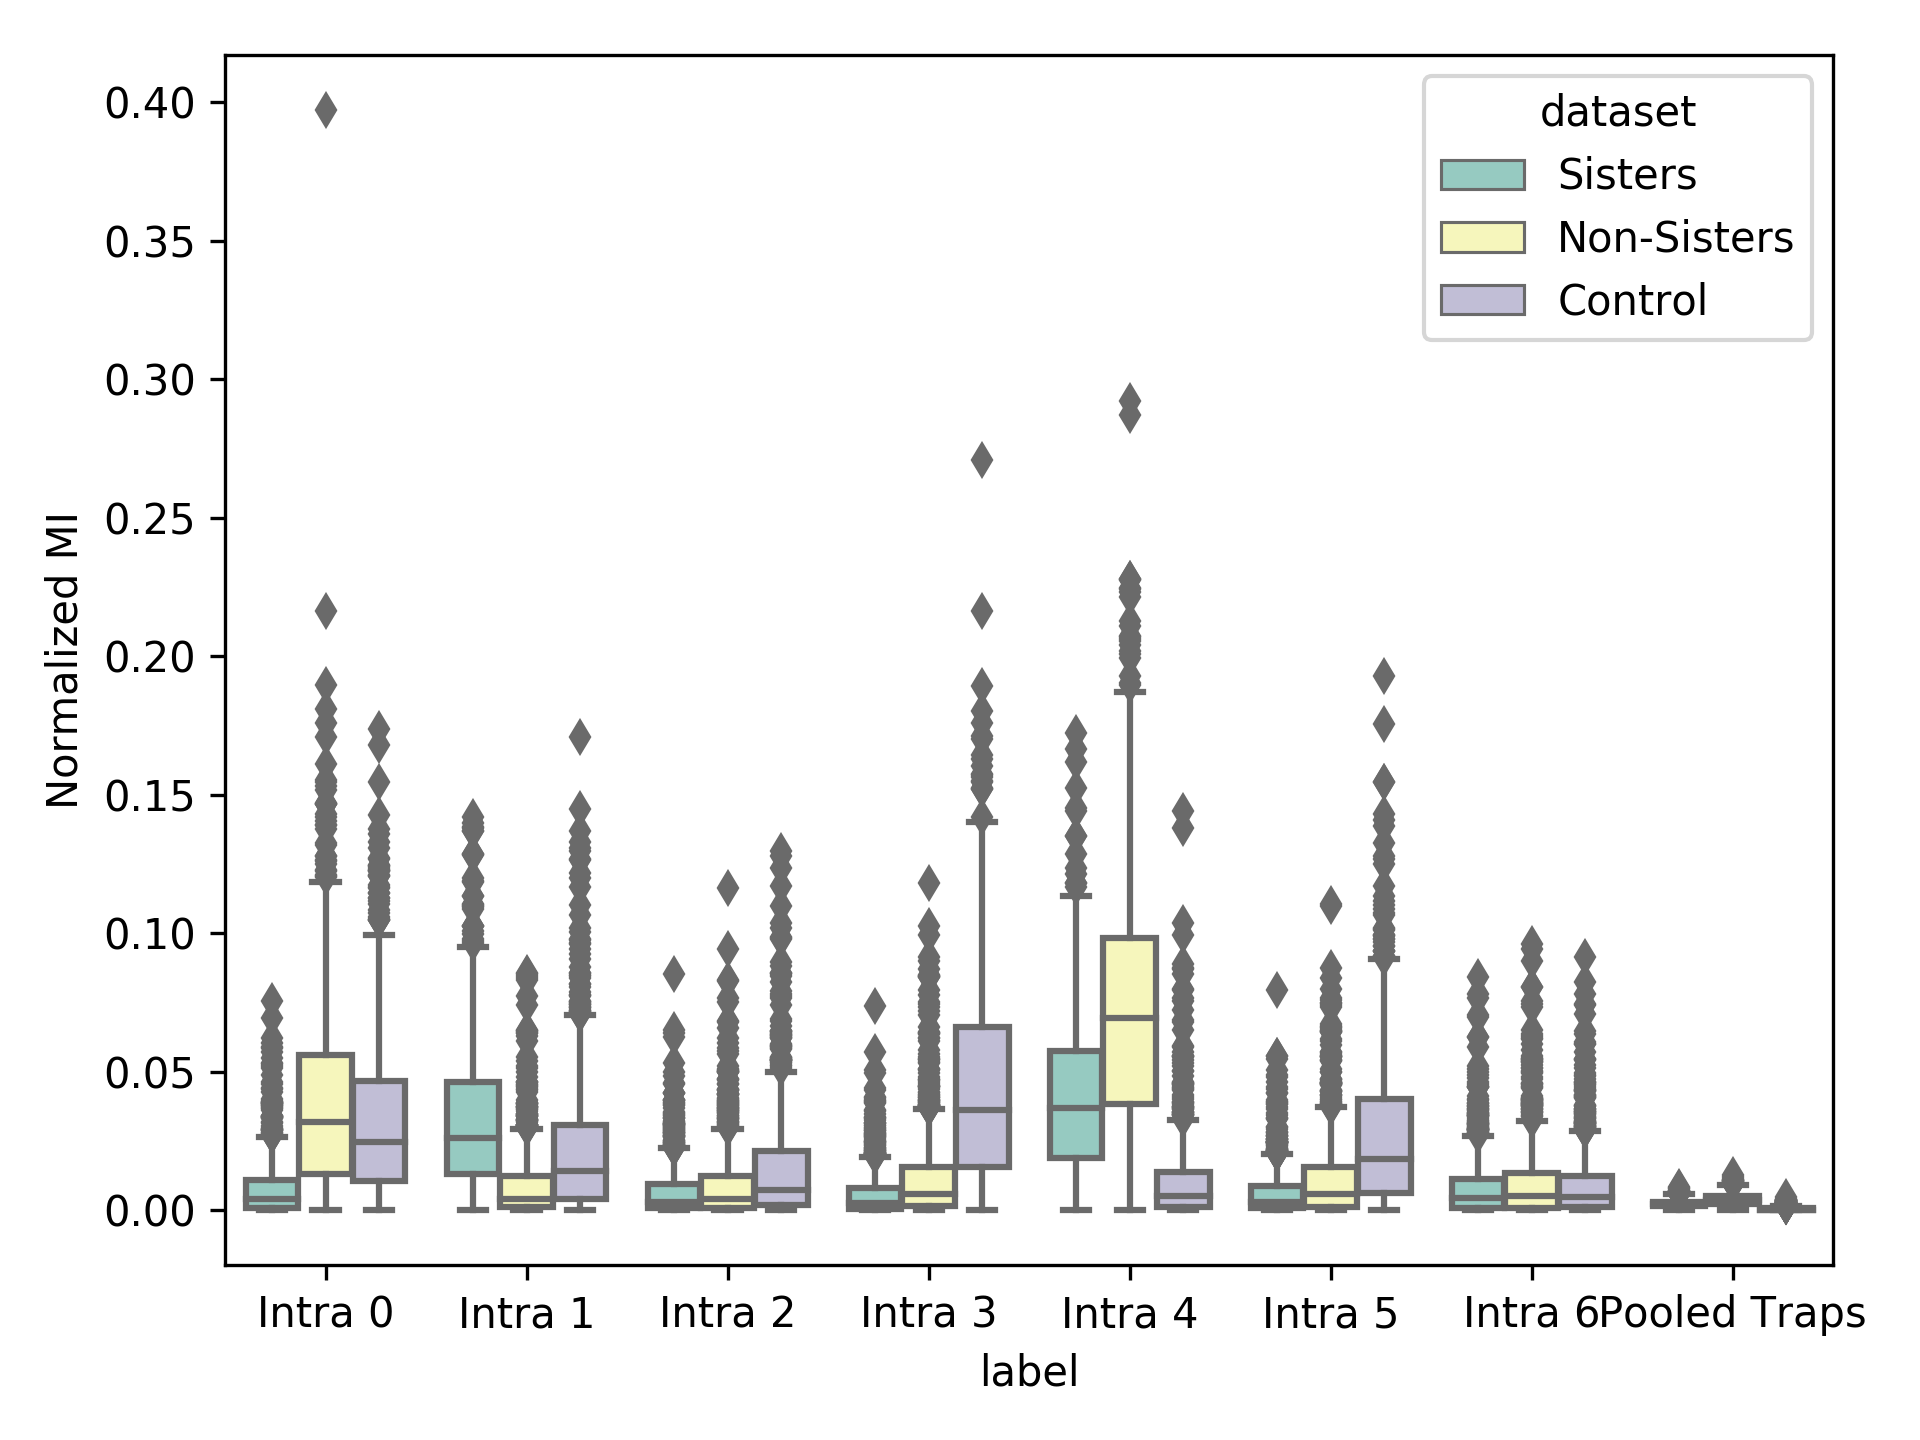 0.40
0.35
0.30
0.25
0.20
0.15
0.10
0.05
0.00
Normalized MI
dataset
Sisters
Non-Sisters
Control
Intra 0
Intra 1
Intra 2
Intra 3
Intra 4
Intra 5
Intra 6
Pooled Traps
label